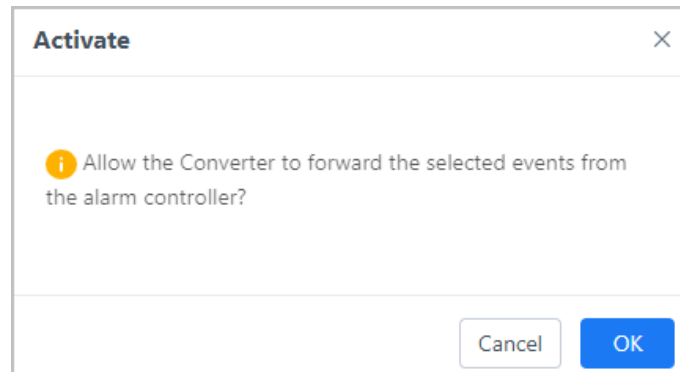 Activate
Allow the Converter to forward the selected events from
the alarm controller?
Cancel
OK